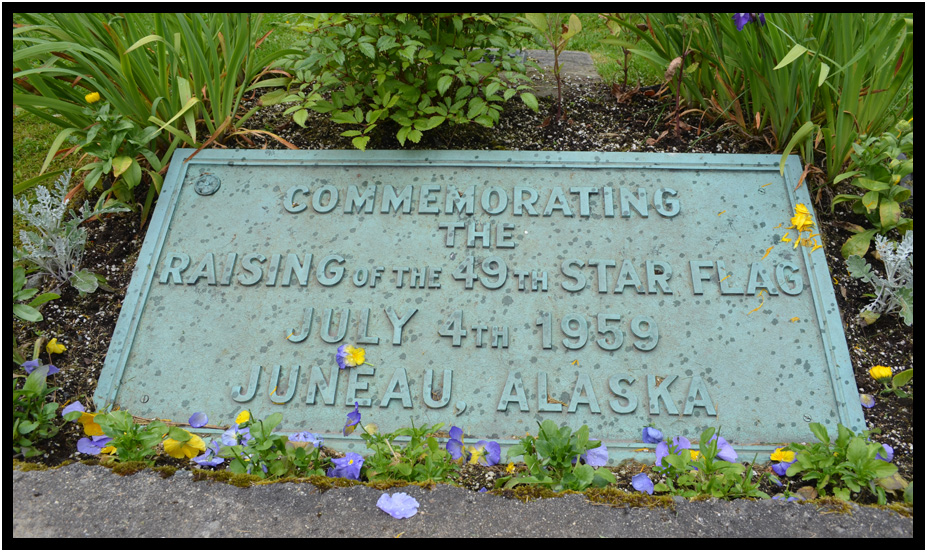 COMMEMORATING
THE
RAISING OF THE 49TH STAR FLAG
JULY 4TH 1959
JUNEAU, ALASKA